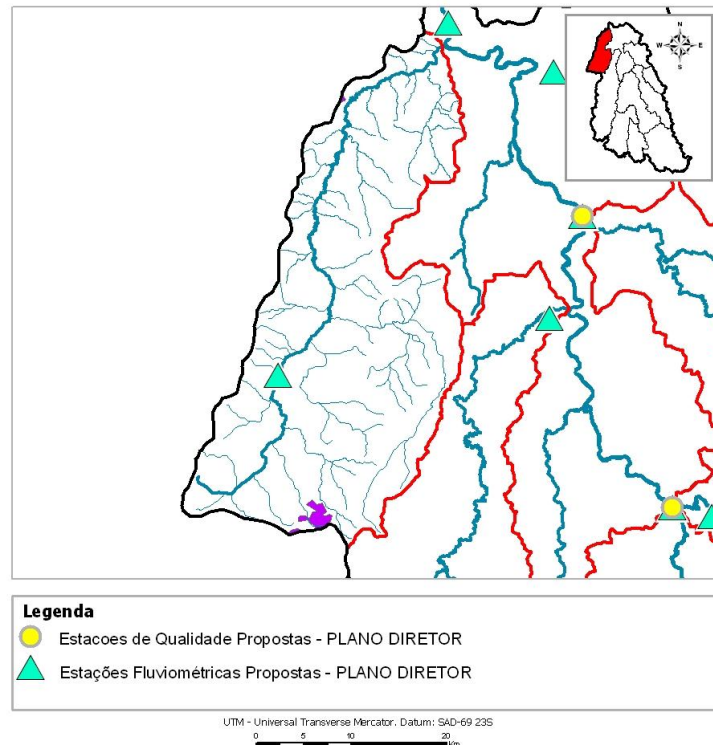 N
W E
S
Legenda
Estacoes de Qualidade Propostas - PLANO DIRETOR
Estações Fluviométricas Propostas - PLANO DIRETOR
UTM - Universal Transverse Mercator. Datum: SAD-69 23S
0 5 10 20
Km